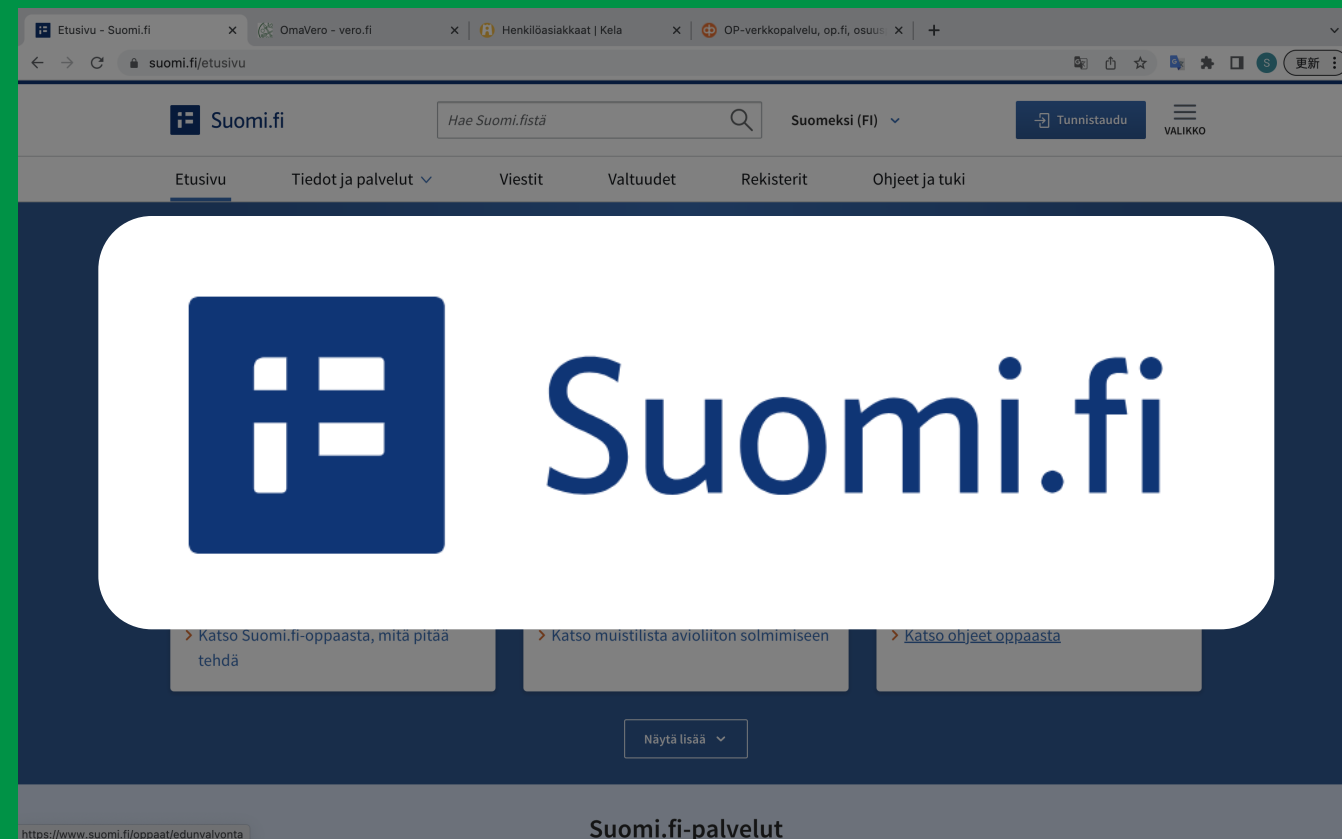 Etusivu - Suomi.fi
OmaVero - vero.fi
Henkilöasiakkaat | Kela
OP-verkkopalvelu, op.fi, osuus
suomi.fi/etusivu
S
更新
Suomi.fi
Hae Suomi.fistä
Suomeksi (FI)
Tunnistaudu
VALIKKO
Etusivu Tiedot ja palvelut Viestit Valtuudet Rekisterit Ohjeet ja tuki
Suomi.fi
Katso Suomi.fi-oppaasta, mitä pitää
tehdä
Katso muistilista avioliiton solmimiseen
Katso ohjeet oppaasta
Näytä lisää
Suomi.fi-palvelut
https://www.suomi.fi/oppaat/edunvalvonta